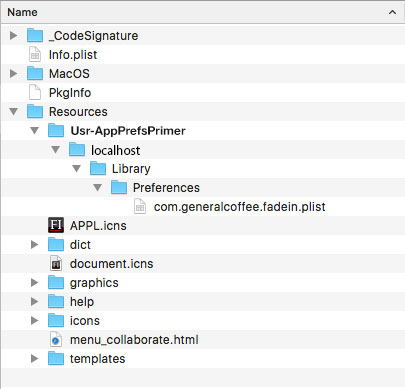 Name
_CodeSignature
Info.plist
MacOS
PkgInfo
Resources
Usr-AppPrefsPrimer
localhost
Library
Preferences
com.generalcoffee.fadein.plist
FI APPL.icns
dict
document.icns
graphics
help
icons
menu_collaborate.html
templates